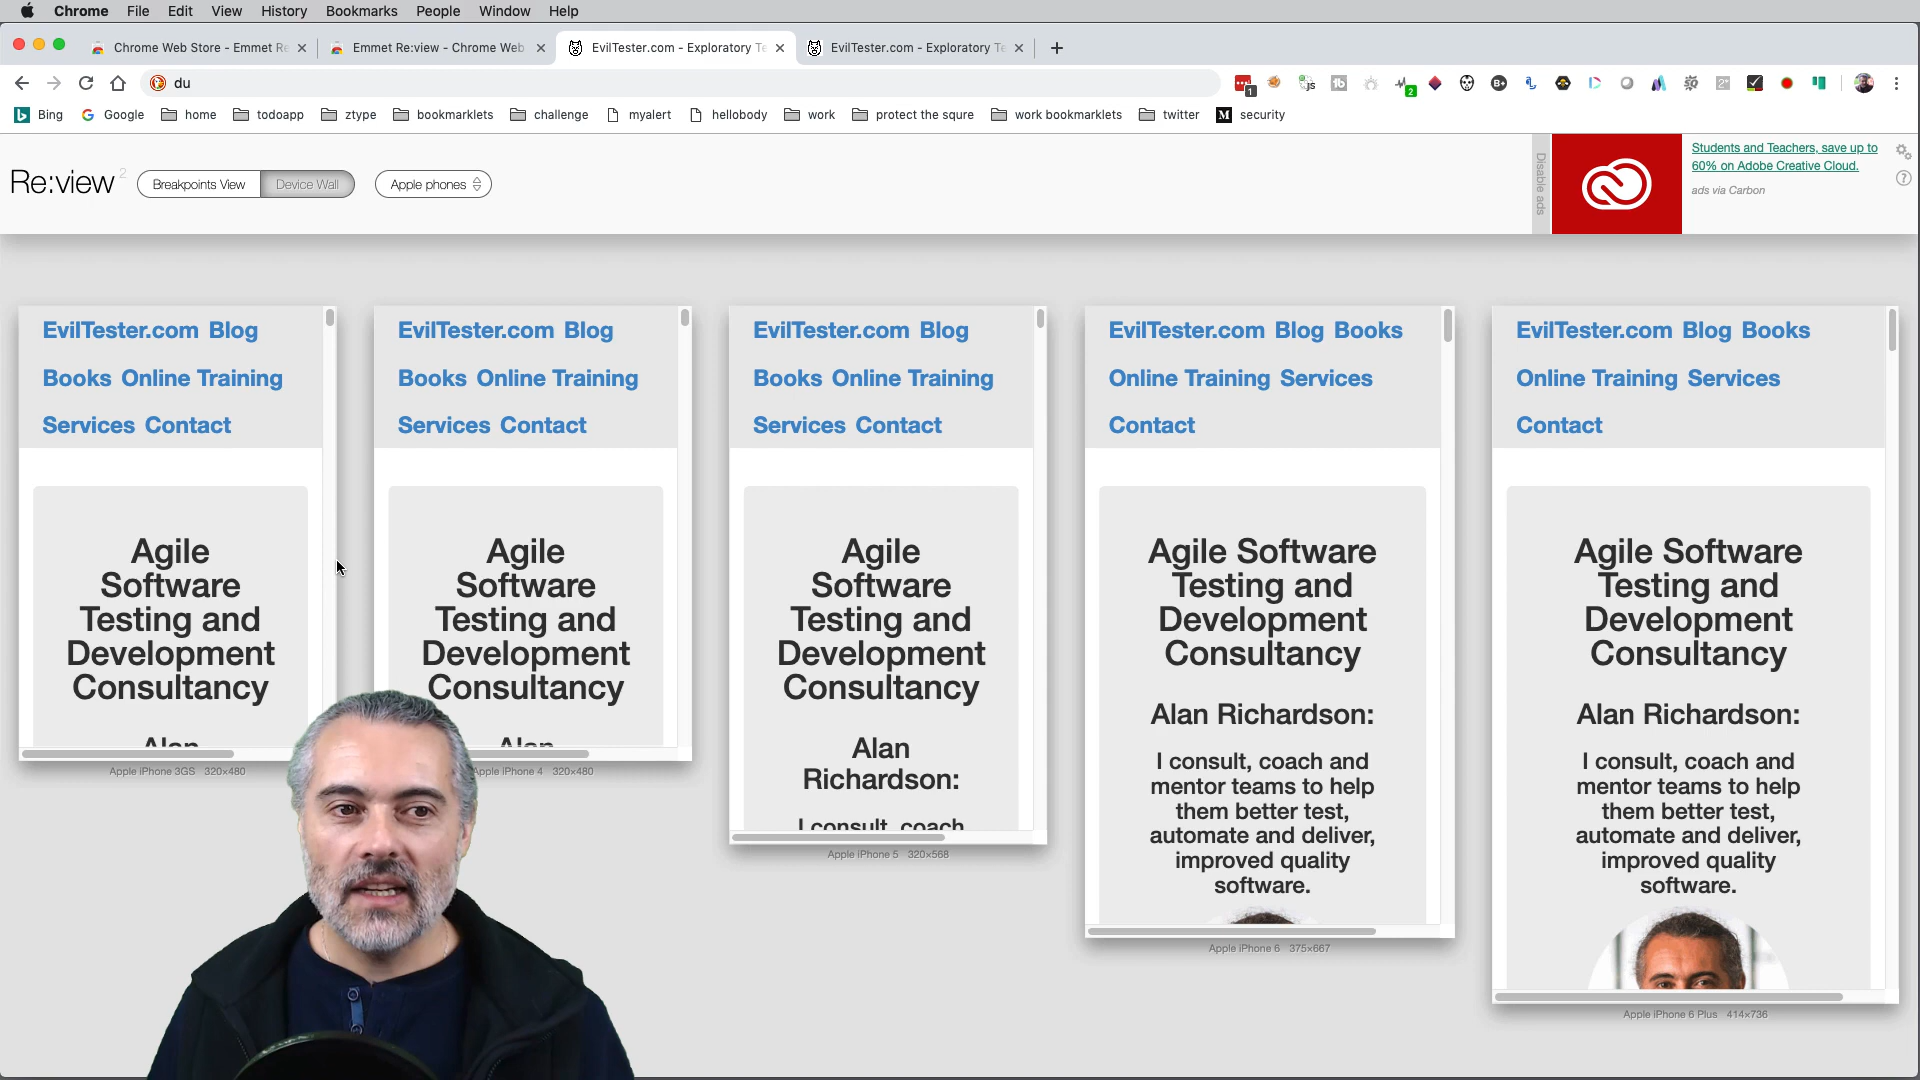 Chrome File Edit View History Bookmarks People Window Help
Chrome Web Store - Emmet Re
Emmet Re:view - Chrome Web
EvilTester.com - Exploratory Te
EvilTester.com - Exploratory Te
du
Bing Google home todoapp ztype bookmarklets challenge myalert hellobody work protect the squre work bookmarklets twitter security
Re:view 2
Breakpoints View Device Wall Apple phones
Disable ads
Students and Teachers, save up to
60% on Adobe Creative Cloud.
ads via Carbon
EvilTester.com Blog
Books Online Training
Services Contact
Agile
Software
Testing and
Development
Consultancy
Alan
Apple iPhone 3GS 320×480
EvilTester.com Blog
Books Online Training
Services Contact
Agile
Software
Testing and
Development
Consultancy
Alan
Apple iPhone 4 320×480
EvilTester.com Blog
Books Online Training
Services Contact
Agile
Software
Testing and
Development
Consultancy
Alan
Richardson:
I consult, coach
Apple iPhone 5 320×568
EvilTester.com Blog Books
Online Training Services
Contact
Agile Software
Testing and
Development
Consultancy
Alan Richardson:
I consult, coach and
mentor teams to help
them better test,
automate and deliver,
improved quality
software.
Apple iPhone 6 375×667
EvilTester.com Blog Books
Online Training Services
Contact
Agile Software
Testing and
Development
Consultancy
Alan Richardson:
I consult, coach and
mentor teams to help
them better test,
automate and deliver,
improved quality
software.
Apple iPhone 6 Plus 414×736